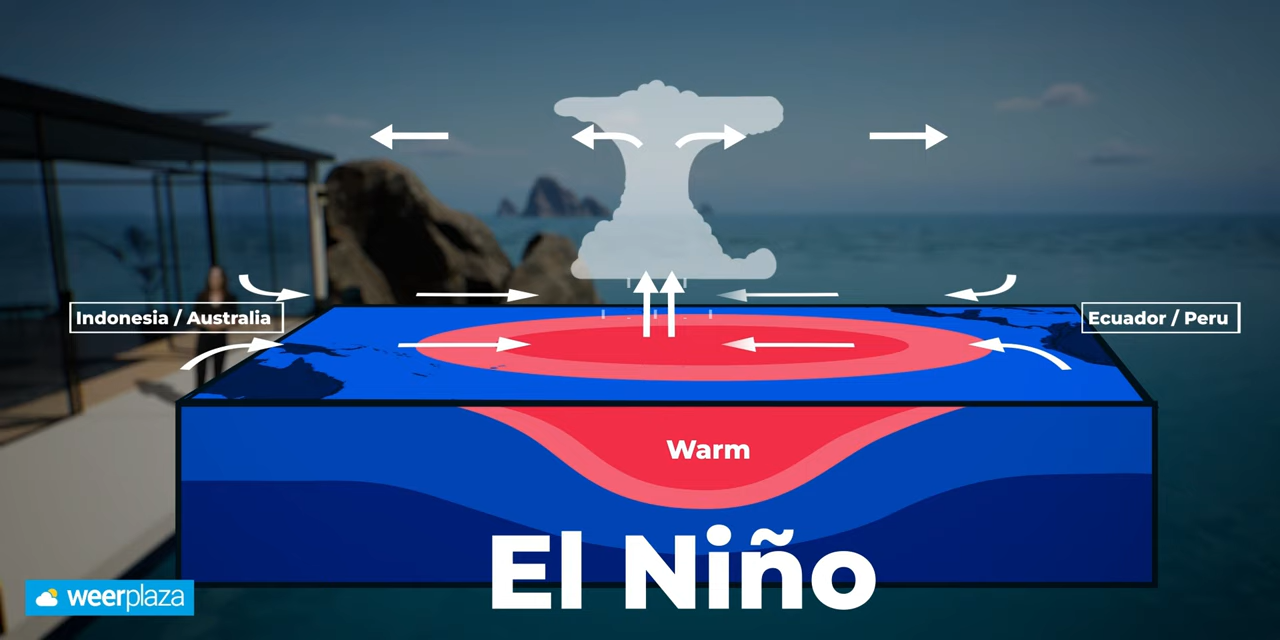 Indonesia / Australia
Ecuador / Peru
Warm
El Niño
weerplaza